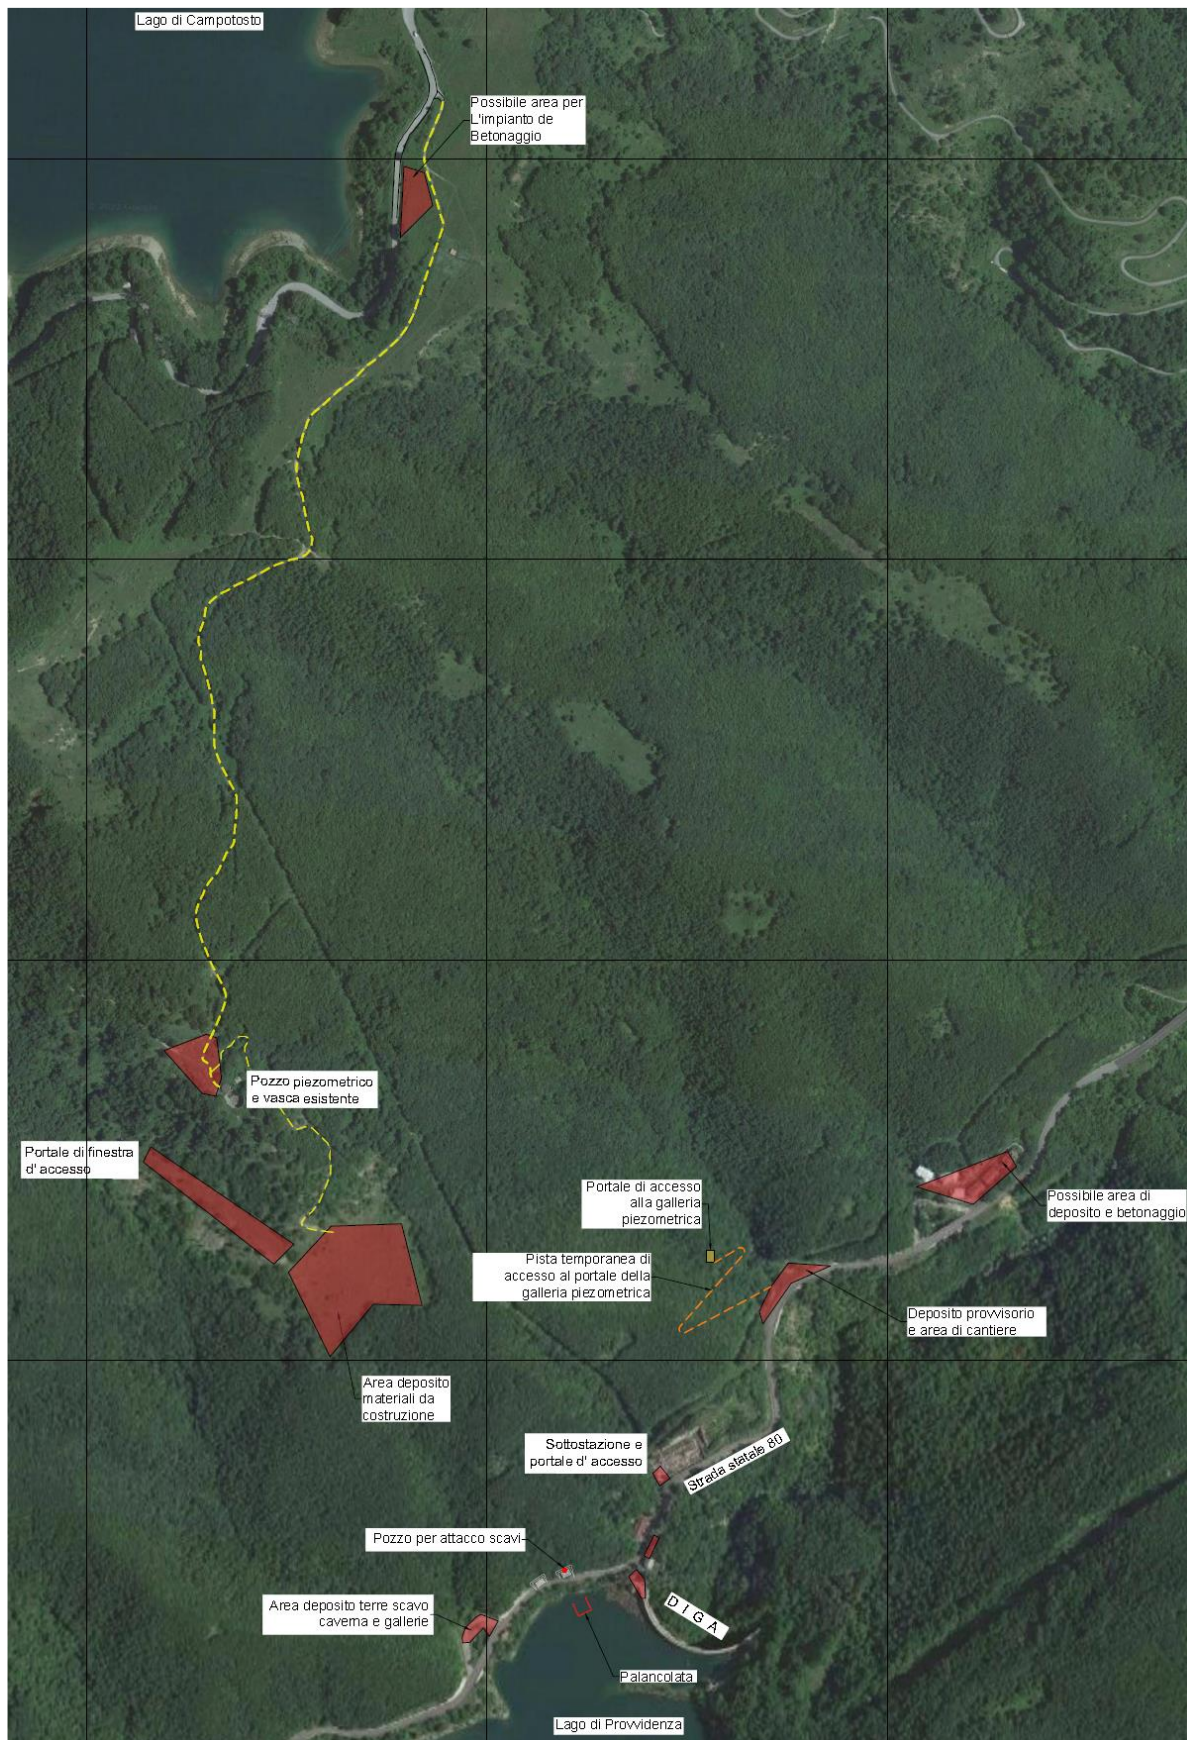 Lago di Campotosto
Possibile area per
L'impianto de
Betonaggio
Pozzo piezometrico
e vasca esistente
Portale di finestra
d' accesso
Portale di accesso
alla galleria
piezometrica
Possibile area di
deposito e betonaggio
Pista temporanea di
accesso al portale della
galleria piezometrica
Deposito provvisorio
e area di cantiere
Area deposito
materiali da
costruzione
Sottostazione e
portale d' accesso
Strada statale 80
Pozzo per attacco scavi
Area deposito terre scavo
caverna e gallerie
DIGA
Palancolata
Lago di Provvidenza